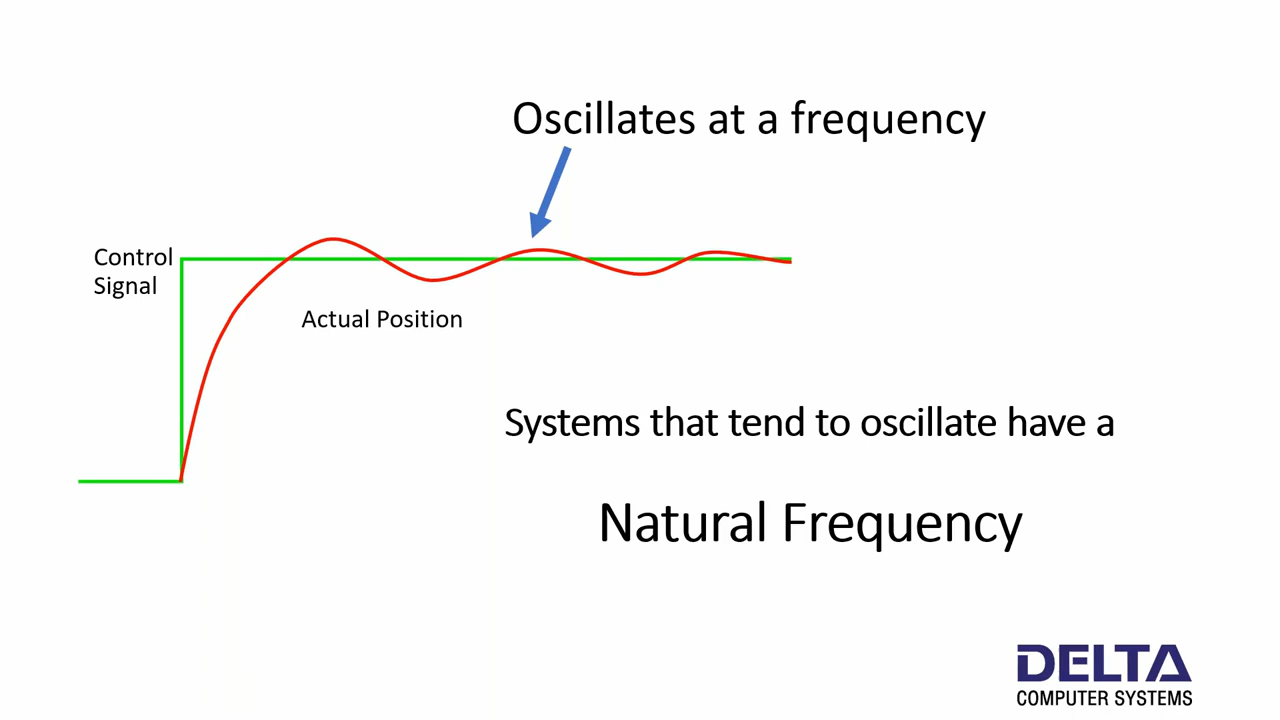 Oscillates at a frequency
Control
Signal
Actual Position
Systems that tend to oscillate have a
Natural Frequency
DELTA
COMPUTER SYSTEMS